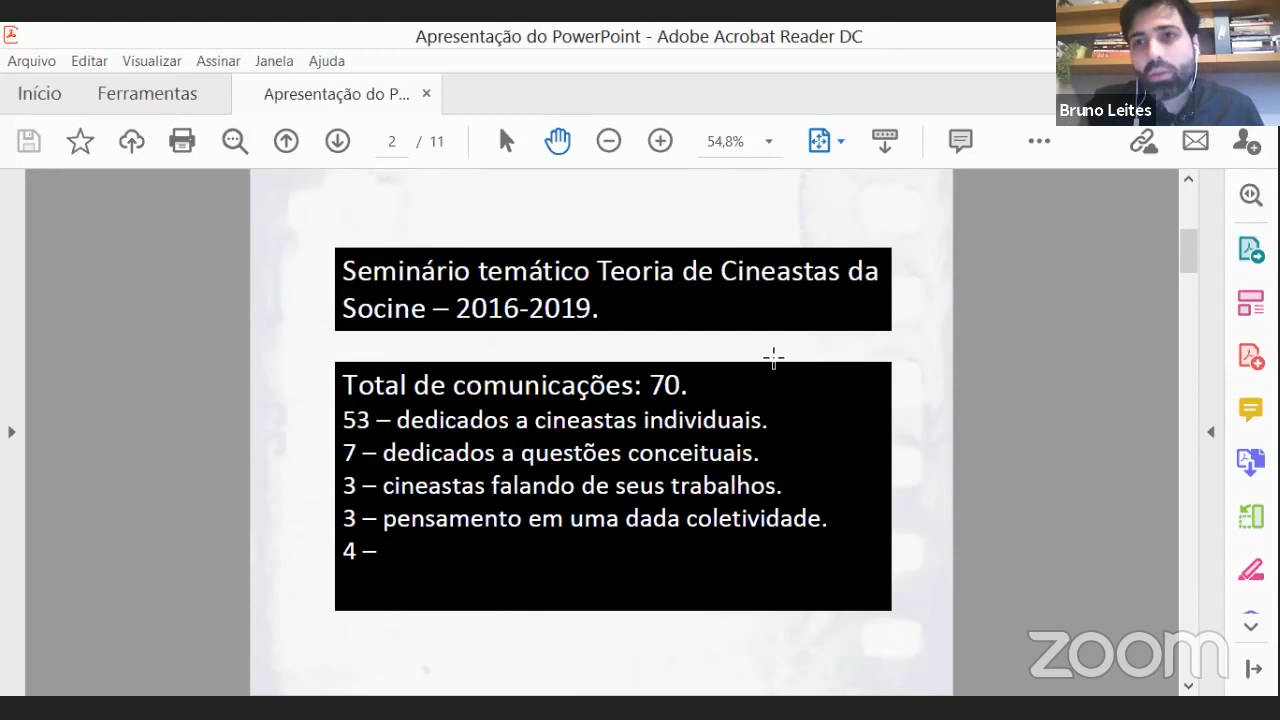 Apresentação do PowerPoint - Adobe Acrobat Reader DC
Arquivo Editar Visualizar Assinar Janela Ajuda
Início Ferramentas Apresentação do P... ×
2 / 11 54,8%
Bruno Leites
Seminário temático Teoria de Cineastas da
Socine – 2016-2019.
Total de comunicações: 70.
53 – dedicados a cineastas individuais.
7 – dedicados a questões conceituais.
3 – cineastas falando de seus trabalhos.
3 – pensamento em uma dada coletividade.
4 –
zoom